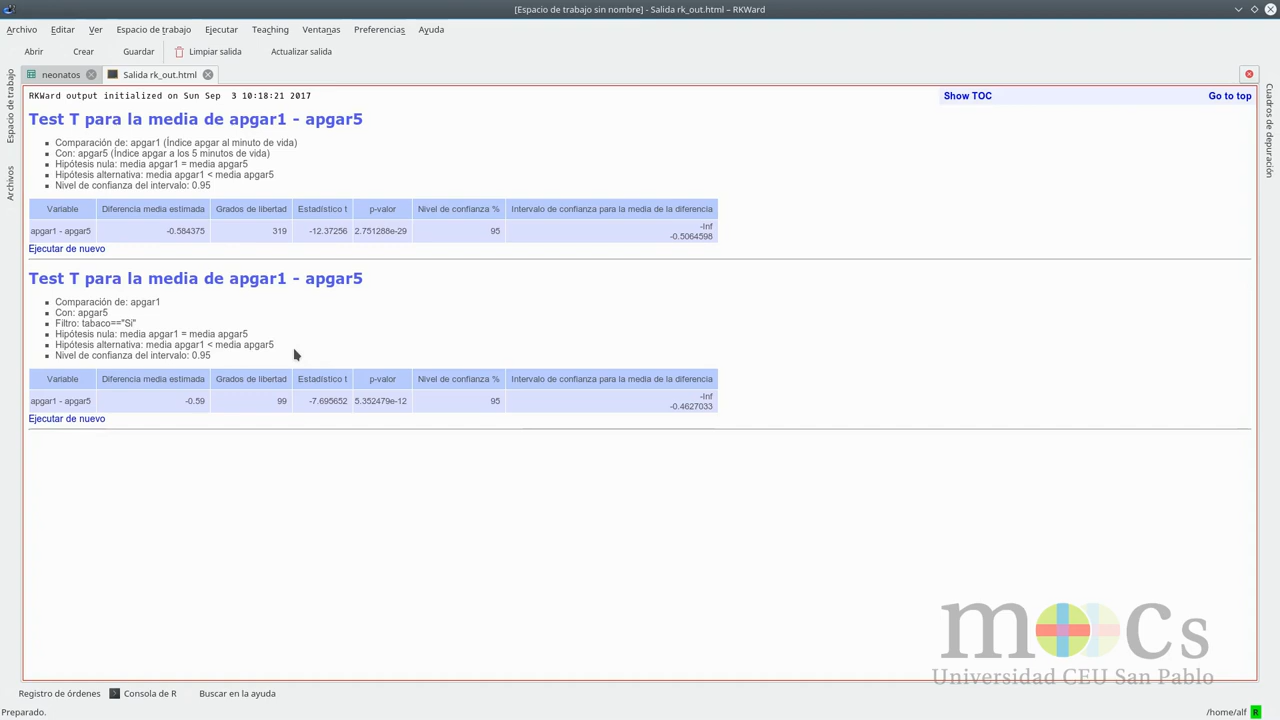 [Espacio de trabajo sin nombre] - Salida rk_out.html – RKWard
Archivo Editar Ver Espacio de trabajo Ejecutar Teaching Ventanas Preferencias Ayuda
Abrir Crear Guardar Limpiar salida Actualizar salida
neonatos Salida rk_out.html
Espacio de trabajo
Archivos
Cuadros de depuración
RKWard output initialized on Sun Sep 3 10:18:21 2017
Show TOC Go to top
Test T para la media de apgar1 - apgar5
Comparación de: apgar1 (Índice apgar al minuto de vida)
Con: apgar5 (Índice apgar a los 5 minutos de vida)
Hipótesis nula: media apgar1 = media apgar5
Hipótesis alternativa: media apgar1 < media apgar5
Nivel de confianza del intervalo: 0.95
Variable Diferencia media estimada Grados de libertad Estadístico t p-valor Nivel de confianza % Intervalo de confianza para la media de la diferencia
apgar1 - apgar5 -0.584375 319 -12.37256 2.751288e-29 95 -Inf
-0.5064598
Ejecutar de nuevo
Test T para la media de apgar1 - apgar5
Comparación de: apgar1
Con: apgar5
Filtro: tabaco=="Si"
Hipótesis nula: media apgar1 = media apgar5
Hipótesis alternativa: media apgar1 < media apgar5
Nivel de confianza del intervalo: 0.95
Variable Diferencia media estimada Grados de libertad Estadístico t p-valor Nivel de confianza % Intervalo de confianza para la media de la diferencia
apgar1 - apgar5 -0.59 99 -7.695652 5.352479e-12 95 -Inf
-0.4627033
Ejecutar de nuevo
moocs
Universidad CEU San Pablo
Registro de órdenes Consola de R Buscar en la ayuda
Preparado. /home/alf R